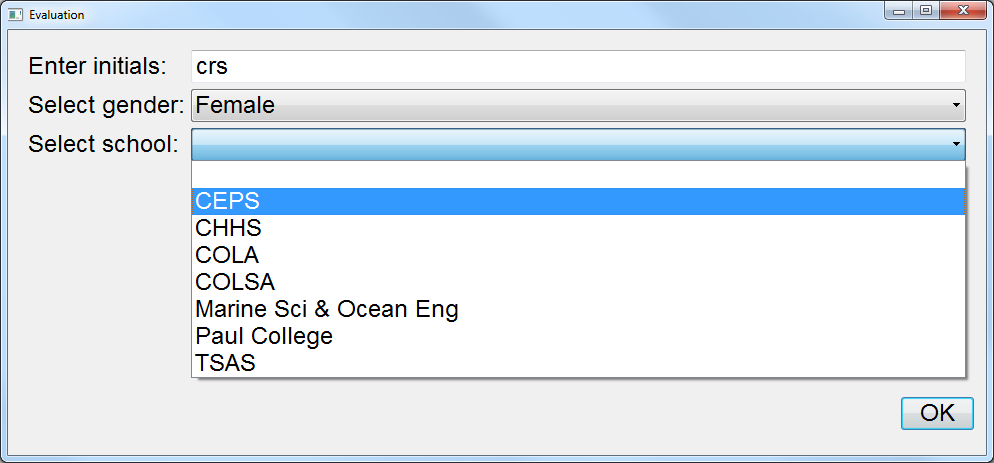 Evaluation
Enter initials: crs
Select gender: Female
Select school:
CEPS
CHHS
COLA
COLSA
Marine Sci & Ocean Eng
Paul College
TSAS
OK